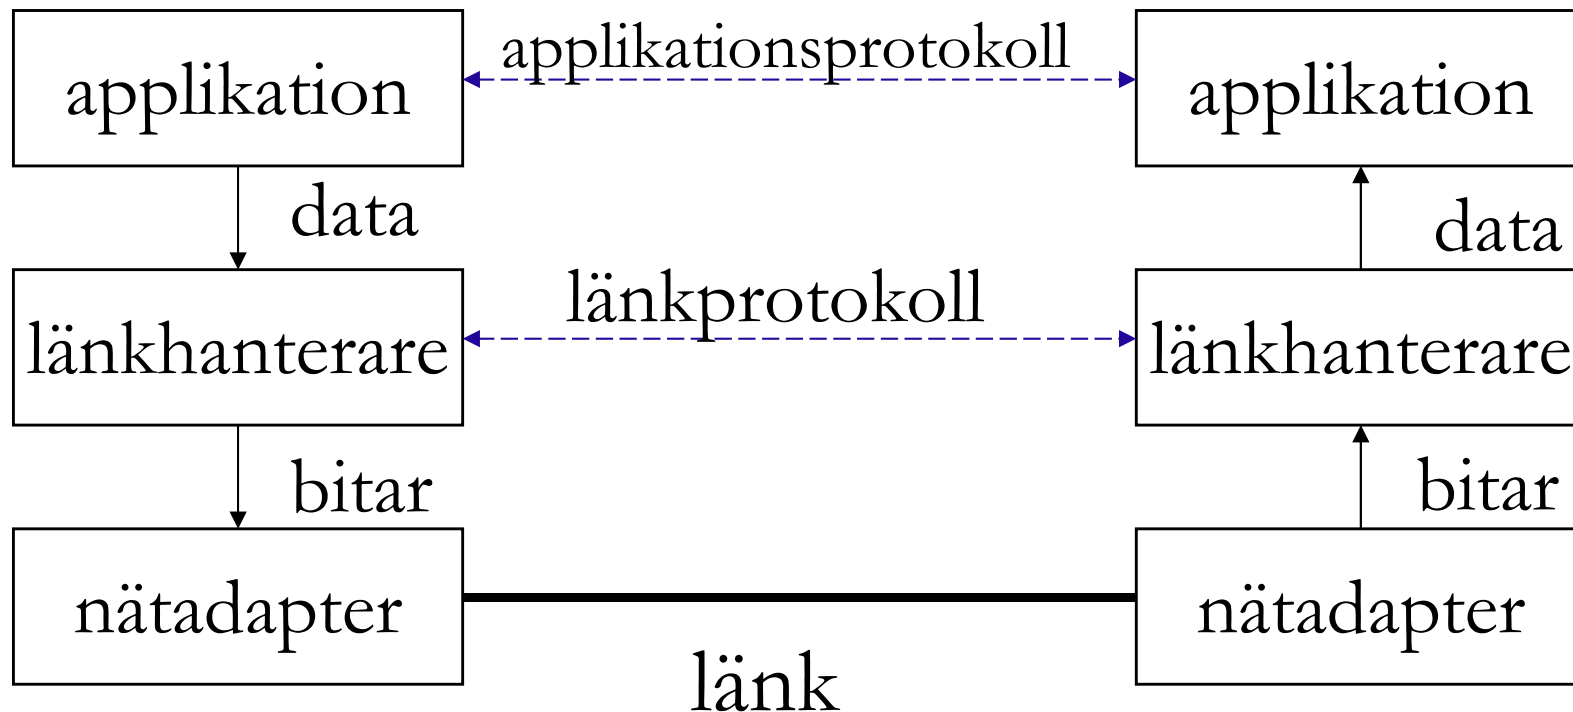 applikation
applikationsprotokoll
applikation
data
data
länkhanterare
länkprotokoll
länkhanterare
bitar
bitar
nätadapter
länk
nätadapter